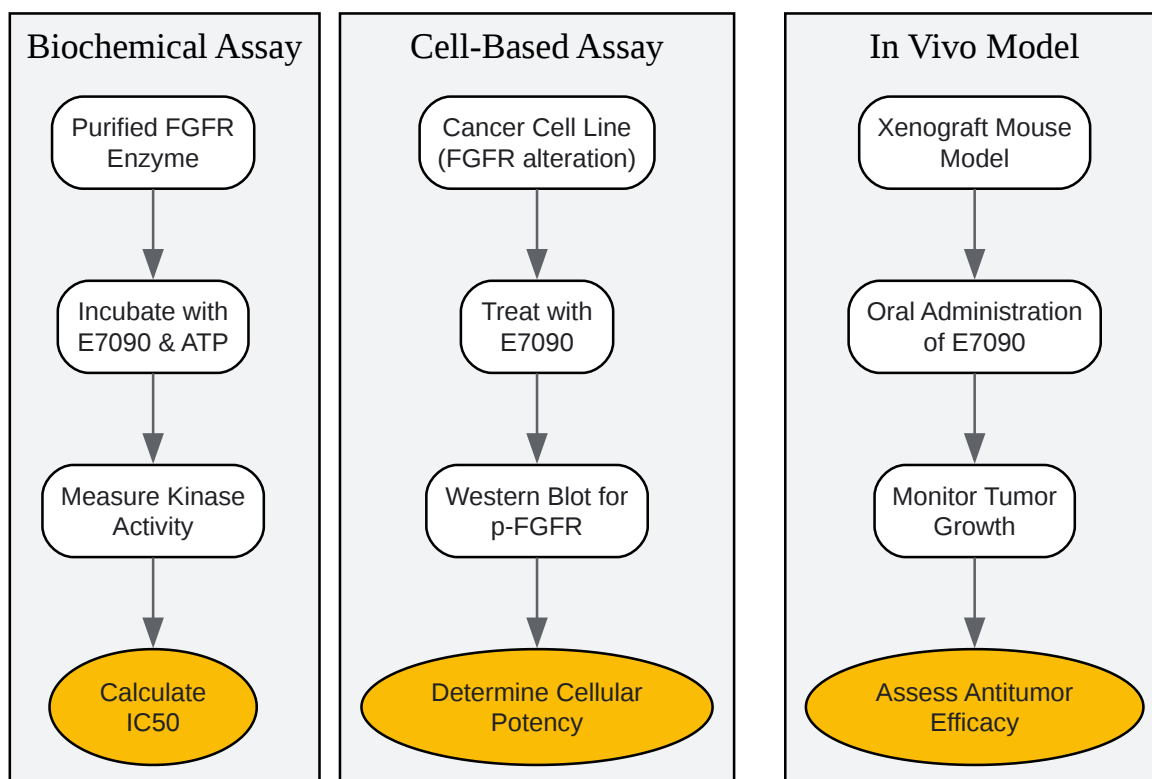 Biochemical Assay
Purified FGFR
Enzyme
Incubate with
E7090 & ATP
Measure Kinase
Activity
Calculate
IC50
Cell-Based Assay
Cancer Cell Line
(FGFR alteration)
Treat with
E7090
Western Blot for
p-FGFR
Determine Cellular
Potency
In Vivo Model
Xenograft Mouse
Model
Oral Administration
of E7090
Monitor Tumor
Growth
Assess Antitumor
Efficacy